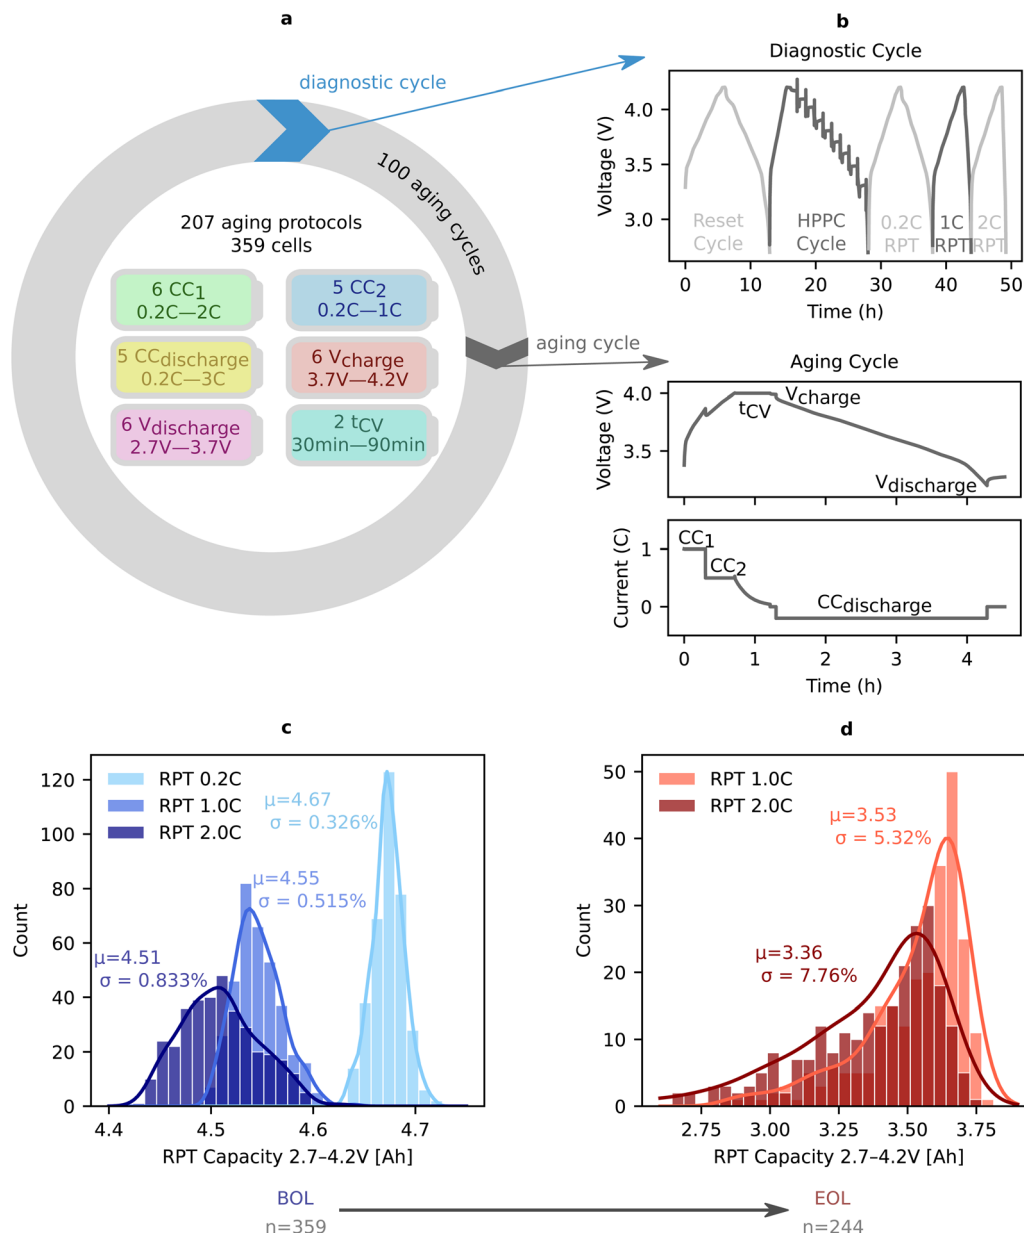 a
diagnostic cycle
100 aging cycles
207 aging protocols
359 cells
6 CC1
0.2C—2C
5 CC2
0.2C—1C
5 CCdischarge
0.2C—3C
6 Vcharge
3.7V—4.2V
6 Vdischarge
2.7V—3.7V
2 tCV
30min—90min
aging cycle
b
Diagnostic Cycle
Voltage (V)
4.0
3.5
3.0
Reset
Cycle
HPPC
Cycle
0.2C
RPT
1C
RPT
2C
RPT
0 10 20 30 40 50
Time (h)
Aging Cycle
Voltage (V)
4.0
3.5
tCV
Vcharge
Vdischarge
Current (C)
1
0
CC1
CC2
CCdischarge
0 1 2 3 4
Time (h)
c
Count
120
100
80
60
40
20
0
RPT 0.2C
RPT 1.0C
RPT 2.0C
μ=4.67
σ = 0.326%
μ=4.55
σ = 0.515%
μ=4.51
σ = 0.833%
4.4 4.5 4.6 4.7
RPT Capacity 2.7–4.2V [Ah]
d
Count
50
40
30
20
10
0
RPT 1.0C
RPT 2.0C
μ=3.53
σ = 5.32%
μ=3.36
σ = 7.76%
2.75 3.00 3.25 3.50 3.75
RPT Capacity 2.7–4.2V [Ah]
BOL
n=359
EOL
n=244